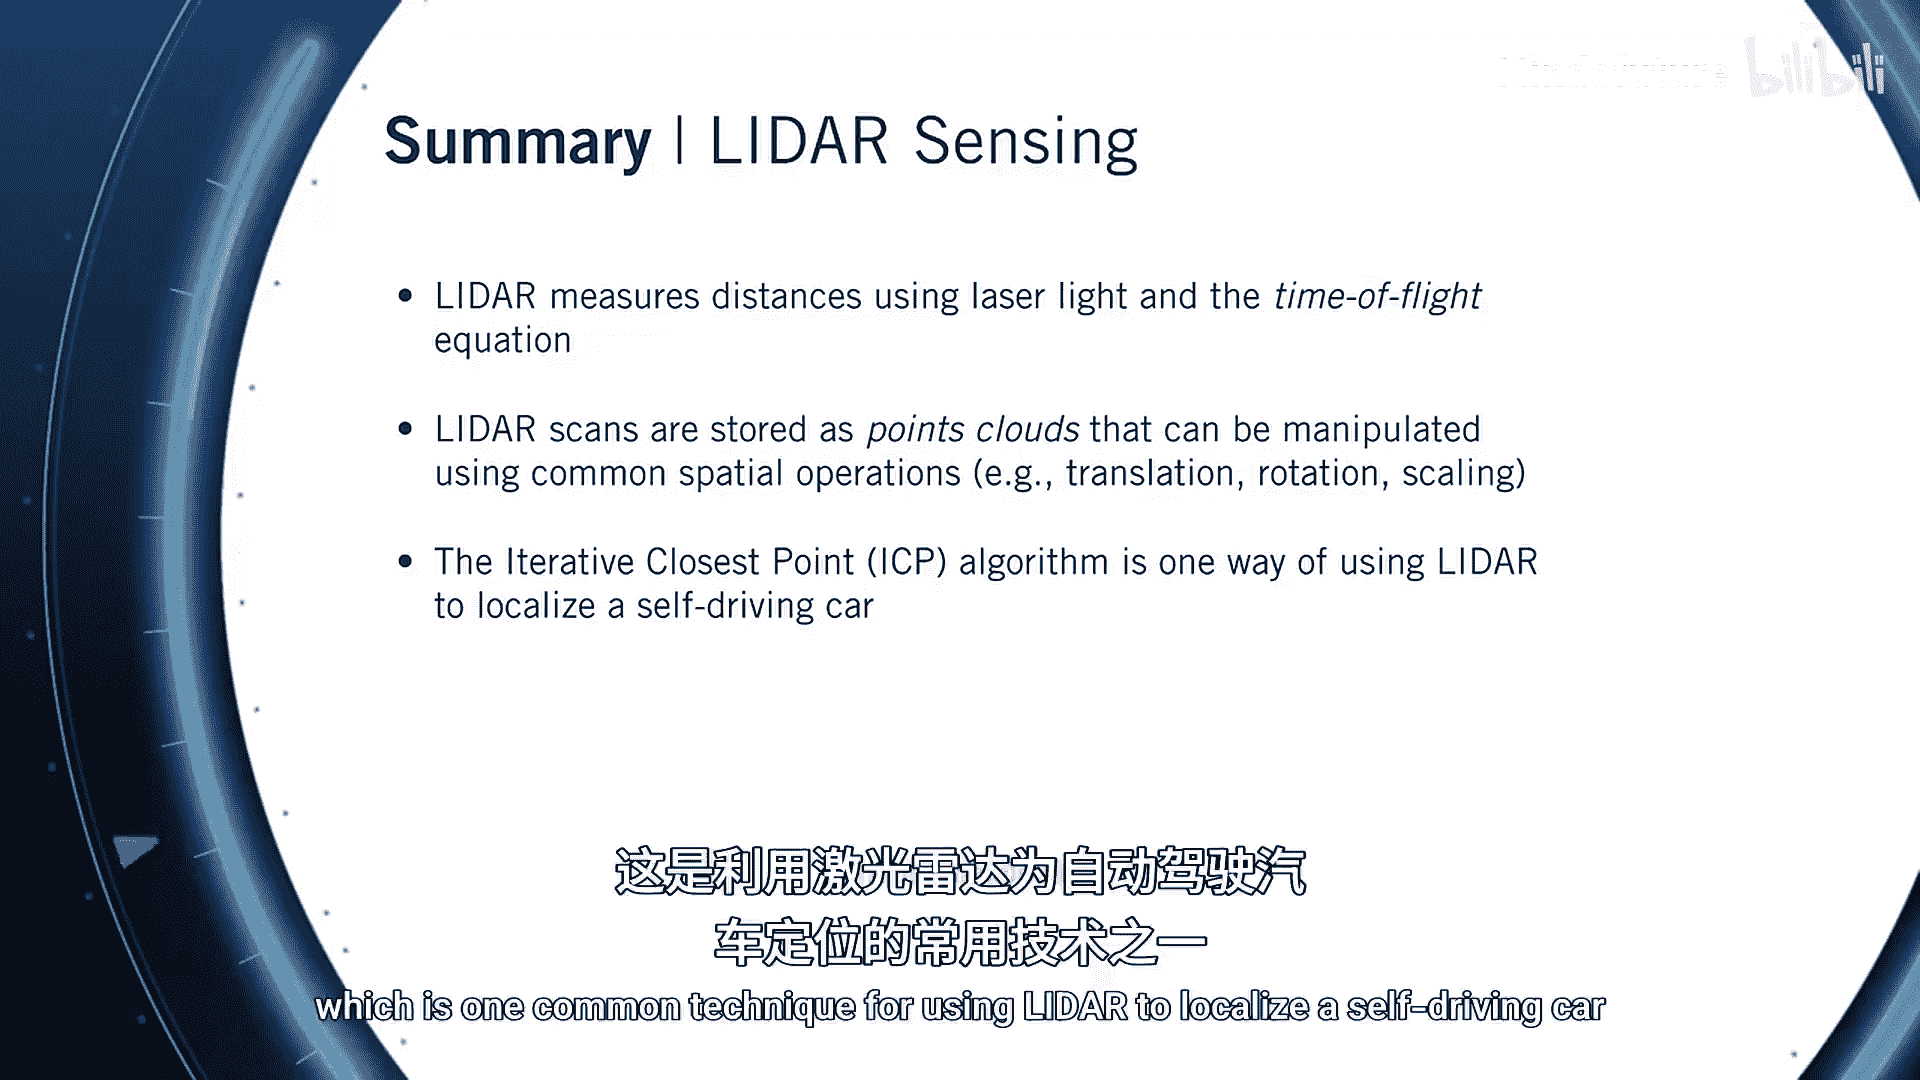 bilibili
Summary | LIDAR Sensing
• LIDAR measures distances using laser light and the time-of-flight
equation
• LIDAR scans are stored as points clouds that can be manipulated
using common spatial operations (e.g., translation, rotation, scaling)
• The Iterative Closest Point (ICP) algorithm is one way of using LIDAR
to localize a self-driving car
这是利用激光雷达为自动驾驶汽
车定位的常用技术之一
which is one common technique for using LIDAR to localize a self-driving car